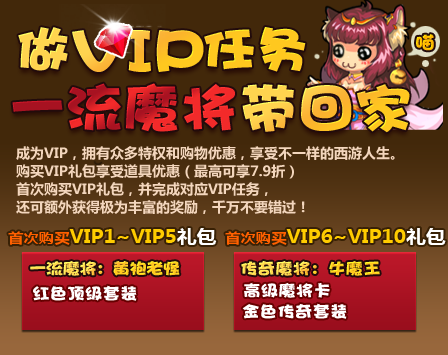 做VIP任务
喵
一流魔将带回家
成为VIP，拥有众多特权和购物优惠，享受不一样的西游人生。
购买VIP礼包享受道具优惠（最高可享7.9折）
首次购买VIP礼包，并完成对应VIP任务，
还可额外获得极为丰富的奖励，千万不要错过！
首次购买VIP1~VIP5礼包
一流魔将：黄袍老怪
红色顶级套装
首次购买VIP6~VIP10礼包
传奇魔将：牛魔王
高级魔将卡
金色传奇套装